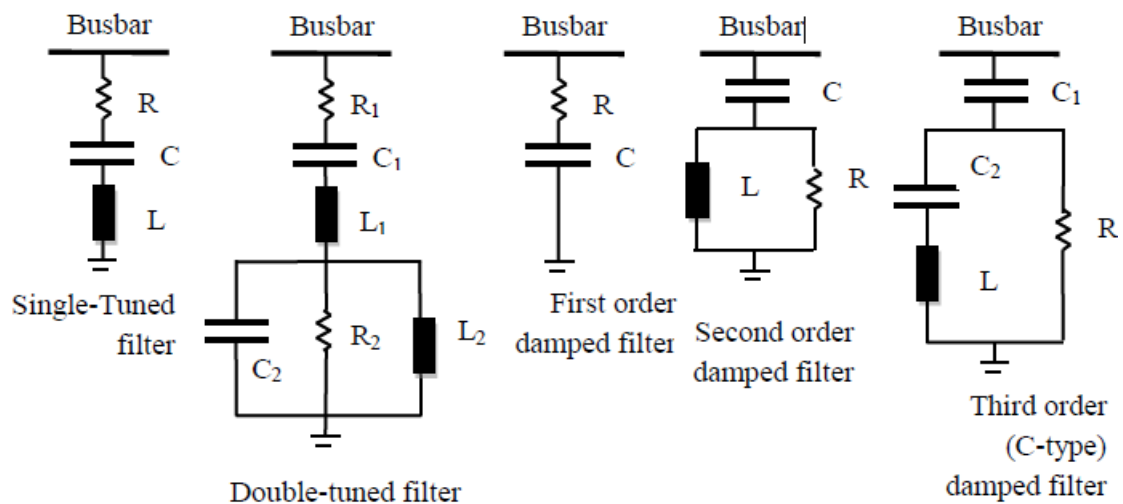 Busbar
R
C
L
Single-Tuned
filter
Busbar
R1
C1
L1
C2
R2
L2
Double-tuned filter
Busbar
R
C
First order
damped filter
Busbar
C
L
R
Second order
damped filter
Busbar
C1
C2
L
R
Third order
(C-type)
damped filter